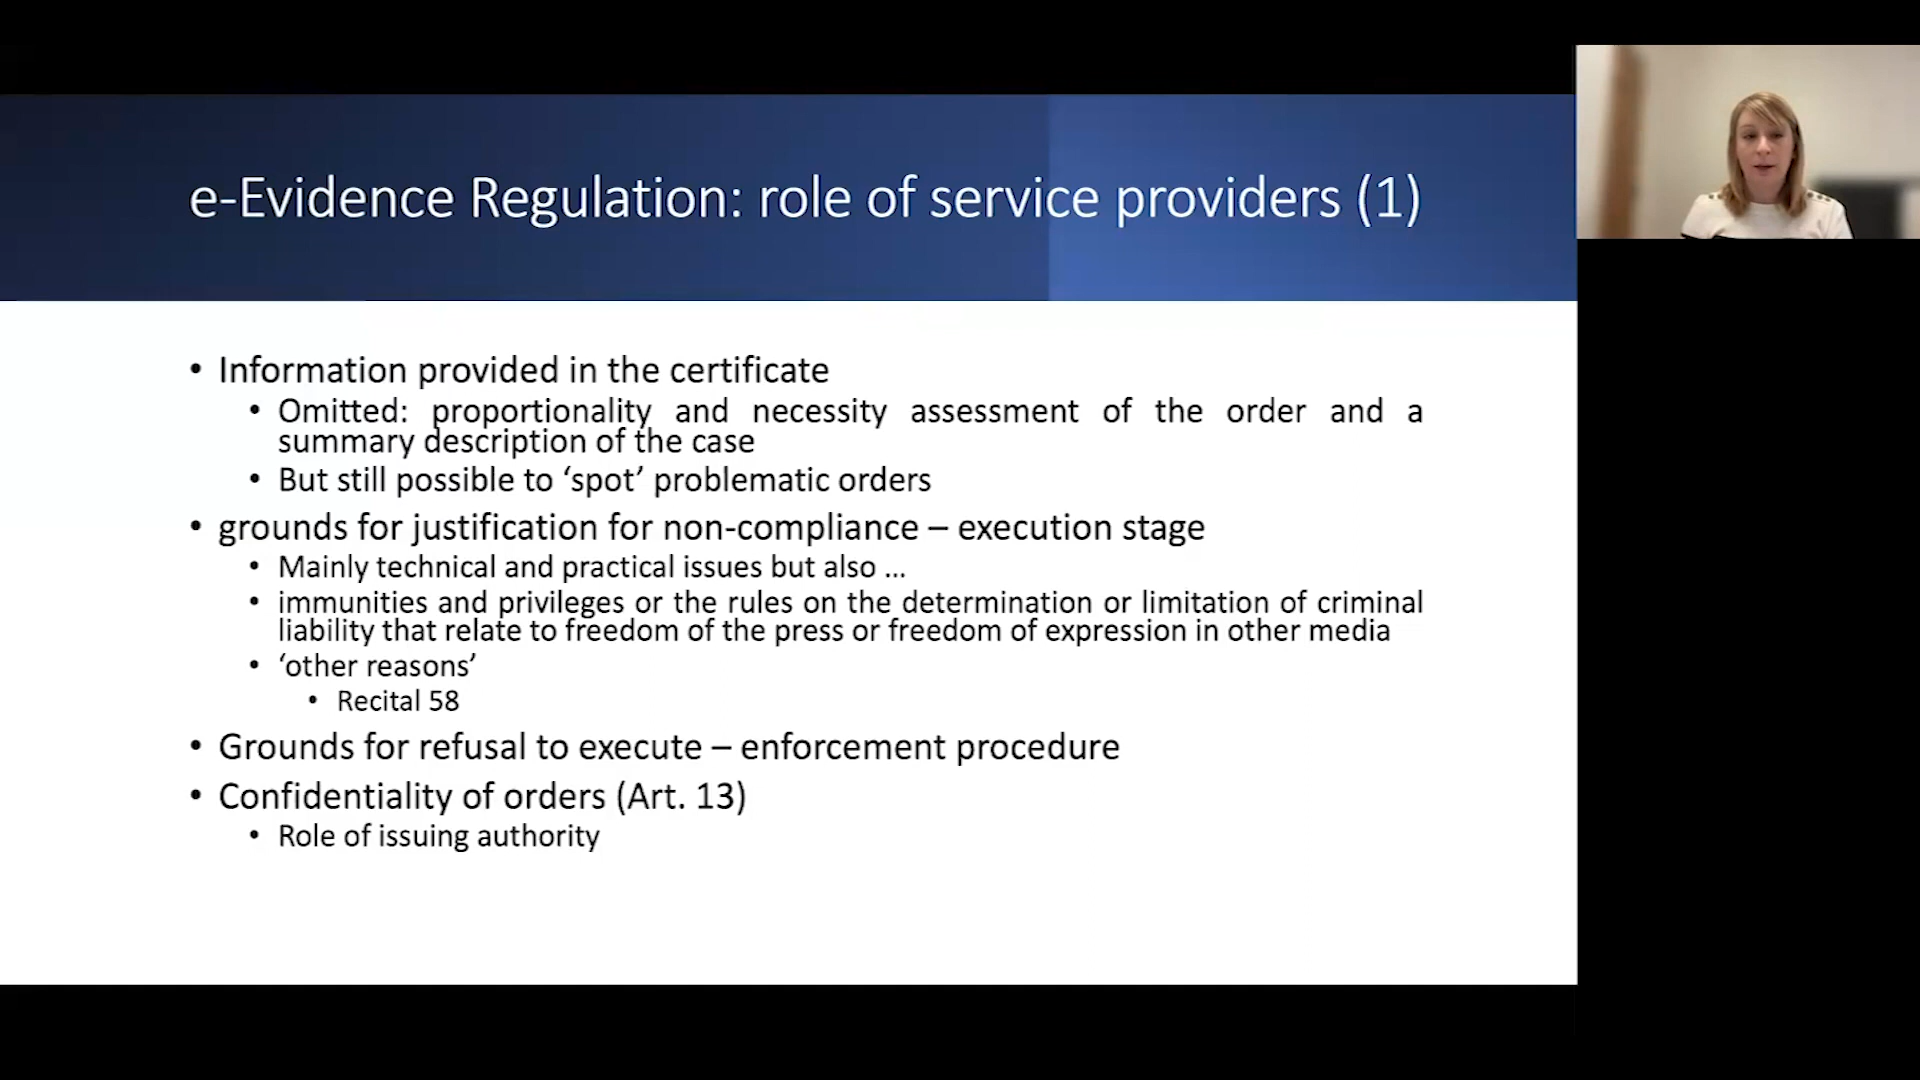 e-Evidence Regulation: role of service providers (1)
• Information provided in the certificate
• Omitted: proportionality and necessity assessment of the order and a
summary description of the case
• But still possible to ‘spot’ problematic orders
• grounds for justification for non-compliance – execution stage
• Mainly technical and practical issues but also ...
• immunities and privileges or the rules on the determination or limitation of criminal
liability that relate to freedom of the press or freedom of expression in other media
• ‘other reasons’
• Recital 58
• Grounds for refusal to execute – enforcement procedure
• Confidentiality of orders (Art. 13)
• Role of issuing authority